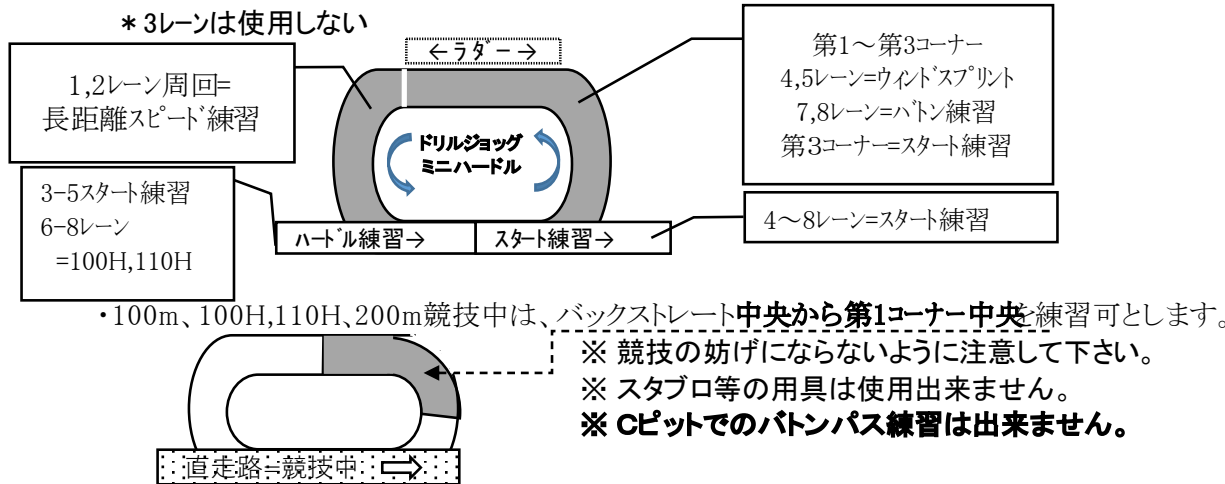 ＊3レーンは使用しない
←ラダー→
1,2レーン周回=
長距離スピード練習
第1～第3コーナー
4,5レーン=ウィンドスプリント
7,8レーン=バトン練習
第3コーナー=スタート練習
ドリルジョッグ
ミニハードル
3-5スタート練習
6-8レーン
=100H,110H
4～8レーン=スタート練習
ハードル練習→
スタート練習→
・100m、100H,110H、200m競技中は、バックストレート中央から第1コーナー中央を練習可とします。
※ 競技の妨げにならないように注意して下さい。
※ スタブロ等の用具は使用出来ません。
※ Cピットでのバトンパス練習は出来ません。
直走路=競技中